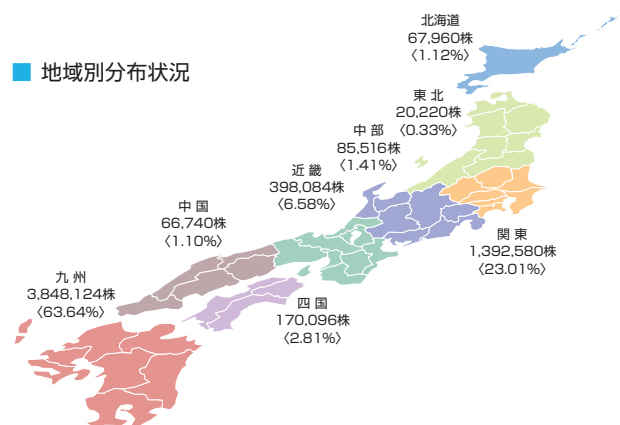 ■ 地域別分布状況
北海道
67,960株
〈1.12%〉
東 北
20,220株
〈0.33%〉
中 部
85,516株
〈1.41%〉
近 畿
398,084株
〈6.58%〉
中 国
66,740株
〈1.10%〉
九 州
3,848,124株
〈63.64%〉
関 東
1,392,580株
〈23.01%〉
四 国
170,096株
〈2.81%〉